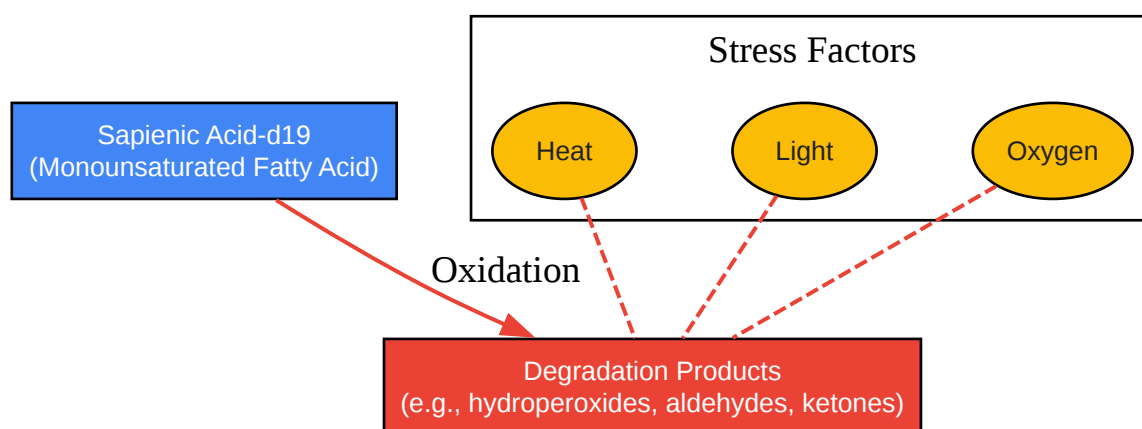 Stress Factors
Sapienic Acid-d19
(Monounsaturated Fatty Acid)
Heat
Light
Oxygen
Oxidation
Degradation Products
(e.g., hydroperoxides, aldehydes, ketones)